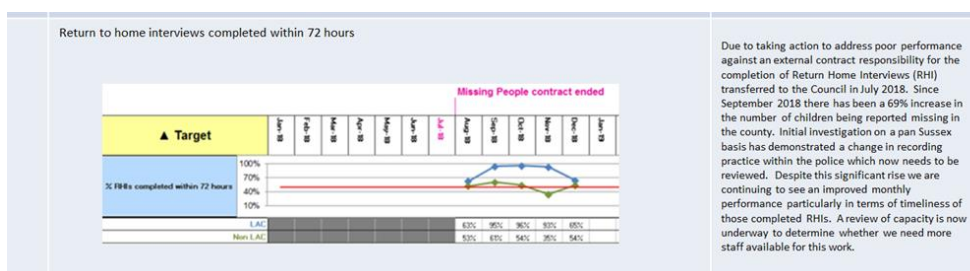 Return to home interviews completed within 72 hours
Missing People contract ended
▲ Target
Jan-18
Feb-18
Mar-18
Apr-18
May-18
Jun-18
Jul-18
Aug-18
Sep-18
Oct-18
Nov-18
Dec-18
Jan-19
% RHIs completed within 72 hours
100%
70%
40%
10%
LAC
63% 95% 96% 93% 65%
Non LAC
53% 61% 54% 35% 54%
Due to taking action to address poor performance
against an external contract responsibility for the
completion of Return Home Interviews (RHI)
transferred to the Council in July 2018. Since
September 2018 there has been a 69% increase in
the number of children being reported missing in
the county. Initial investigation on a pan Sussex
basis has demonstrated a change in recording
practice within the police which now needs to be
reviewed. Despite this significant rise we are
continuing to see an improved monthly
performance particularly in terms of timeliness of
those completed RHIs. A review of capacity is now
underway to determine whether we need more
staff available for this work.